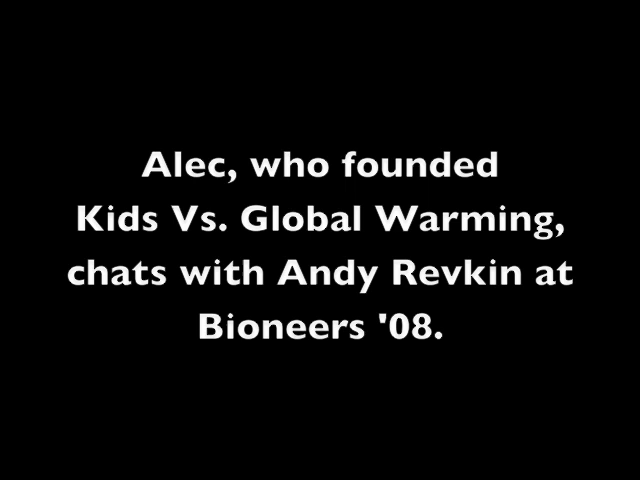 Alec, who founded
Kids Vs. Global Warming,
chats with Andy Revkin at
Bioneers '08.